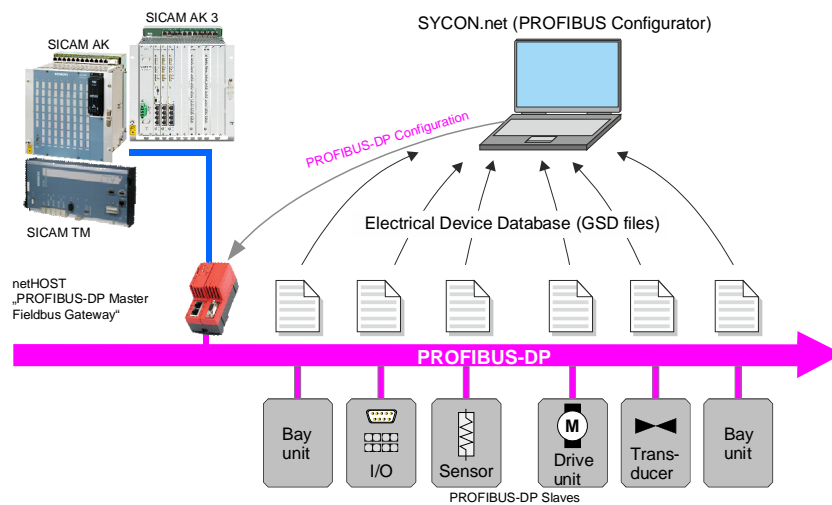 SICAM AK 3
SICAM AK
SYCON.net (PROFIBUS Configurator)
PROFIBUS-DP Configuration
SICAM TM
Electrical Device Database (GSD files)
netHOST
„PROFIBUS-DP Master
Fieldbus Gateway“
PROFIBUS-DP
Bay
unit
I/O
Sensor
M
Drive
unit
Trans-
ducer
Bay
unit
PROFIBUS-DP Slaves